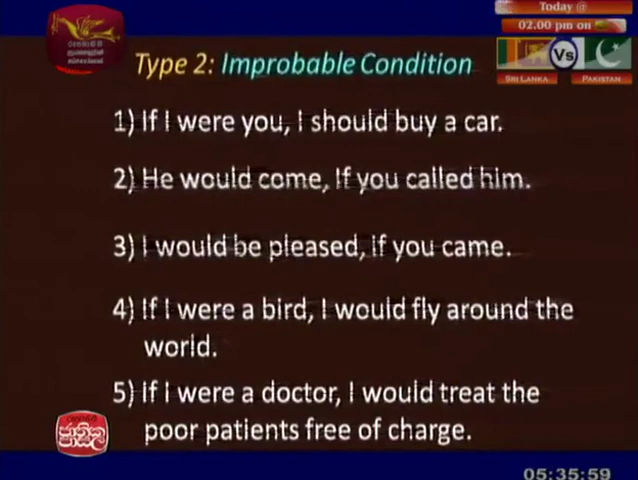 Today @
02.00 pm on
Type 2: Improbable Condition
Vs
SRI LANKA
PAKISTAN
1) If I were you, I should buy a car.
2) He would come, If you called him.
3) I would be pleased, if you came.
4) If I were a bird, I would fly around the
world.
5) If I were a doctor, I would treat the
poor patients free of charge.
05:35:59